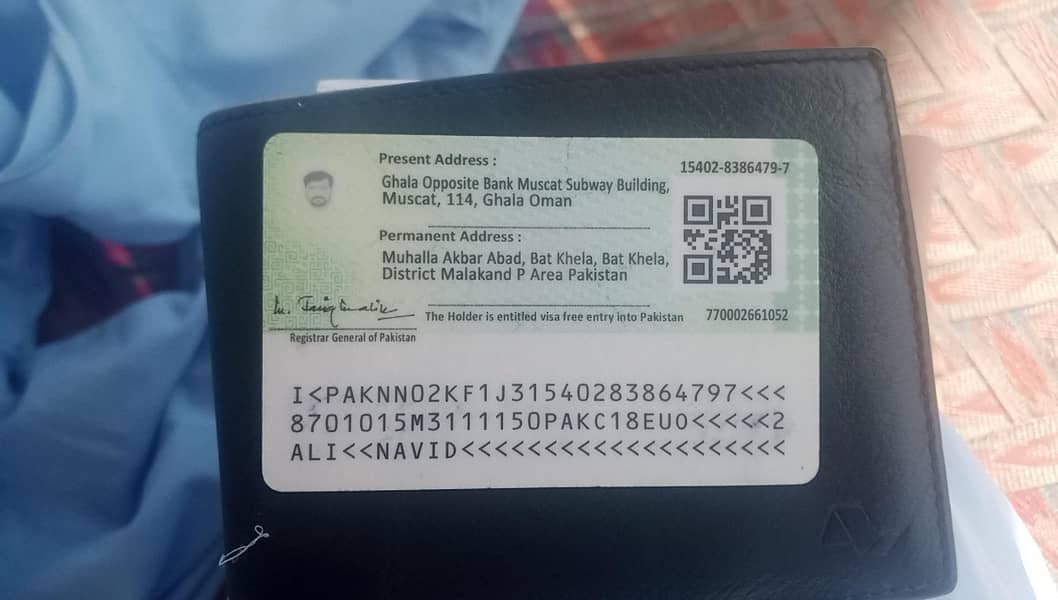 Present Address :
15402-8386479-7
Ghala Opposite Bank Muscat Subway Building,
Muscat, 114, Ghala Oman
Permanent Address :
Muhalla Akbar Abad, Bat Khela, Bat Khela,
District Malakand P Area Pakistan
The Holder is entitled visa free entry into Pakistan
770002661052
Registrar General of Pakistan
I<PAKNNO2KF1J31540283864797<<<
8701015M3111150PAKC18EU0<<<<<2
ALI<<NAVID<<<<<<<<<<<<<<<<<<<<